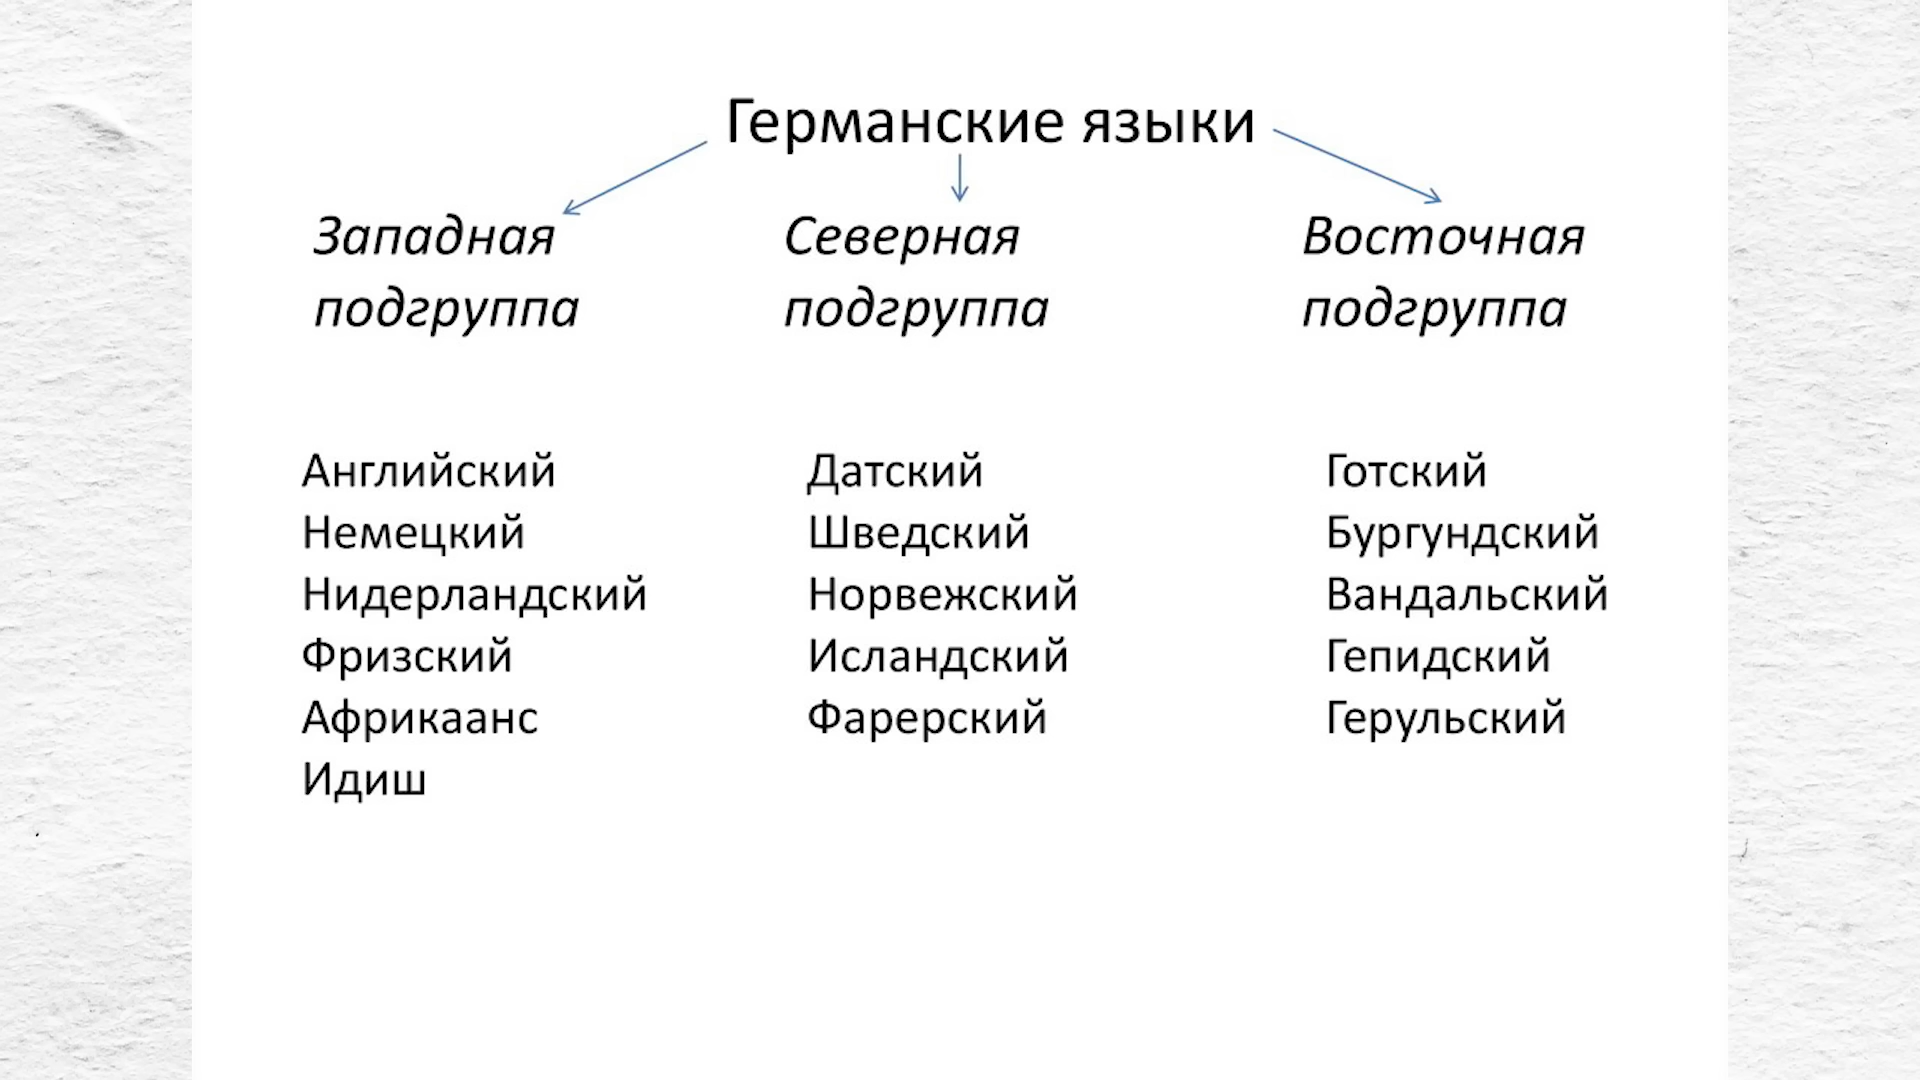 Германские языки
Западная
подгруппа
Северная
подгруппа
Восточная
подгруппа
Английский
Немецкий
Нидерландский
Фризский
Африкаанс
Идиш
Датский
Шведский
Норвежский
Исландский
Фарерский
Готский
Бургундский
Вандальский
Гепидский
Герульский